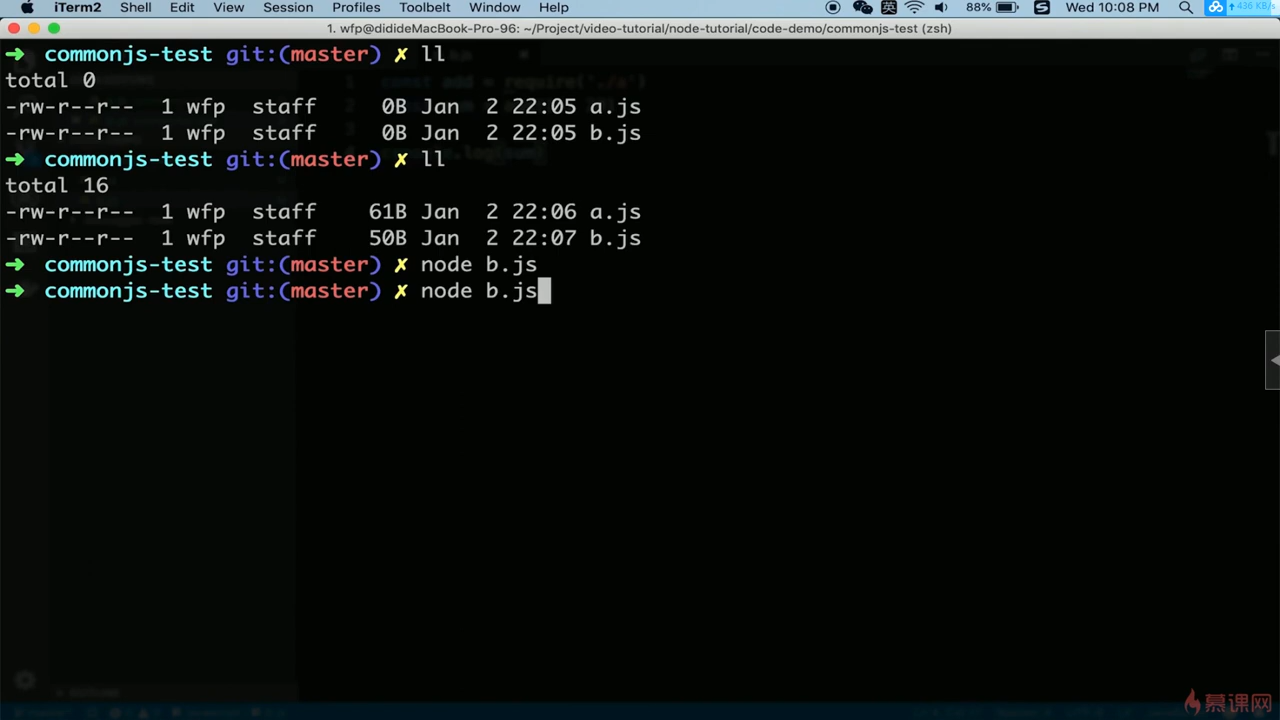 iTerm2 Shell Edit View Session Profiles Toolbelt Window Help 英 88% Wed 10:08 PM 436 KB/s
1. wfp@didideMacBook-Pro-96: ~/Project/video-tutorial/node-tutorial/code-demo/commonjs-test (zsh)
➜ commonjs-test git:(master) ✗ ll
total 0
-rw-r--r-- 1 wfp staff 0B Jan 2 22:05 a.js
-rw-r--r-- 1 wfp staff 0B Jan 2 22:05 b.js
➜ commonjs-test git:(master) ✗ ll
total 16
-rw-r--r-- 1 wfp staff 61B Jan 2 22:06 a.js
-rw-r--r-- 1 wfp staff 50B Jan 2 22:07 b.js
➜ commonjs-test git:(master) ✗ node b.js
➜ commonjs-test git:(master) ✗ node b.js
慕课网